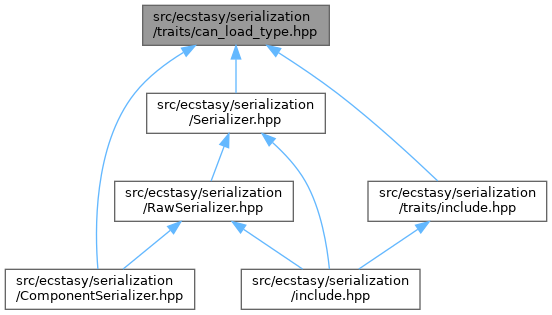 src/ecstasy/serialization
/traits/can_load_type.hpp
src/ecstasy/serialization
/Serializer.hpp
src/ecstasy/serialization
/RawSerializer.hpp
src/ecstasy/serialization
/traits/include.hpp
src/ecstasy/serialization
/ComponentSerializer.hpp
src/ecstasy/serialization
/include.hpp